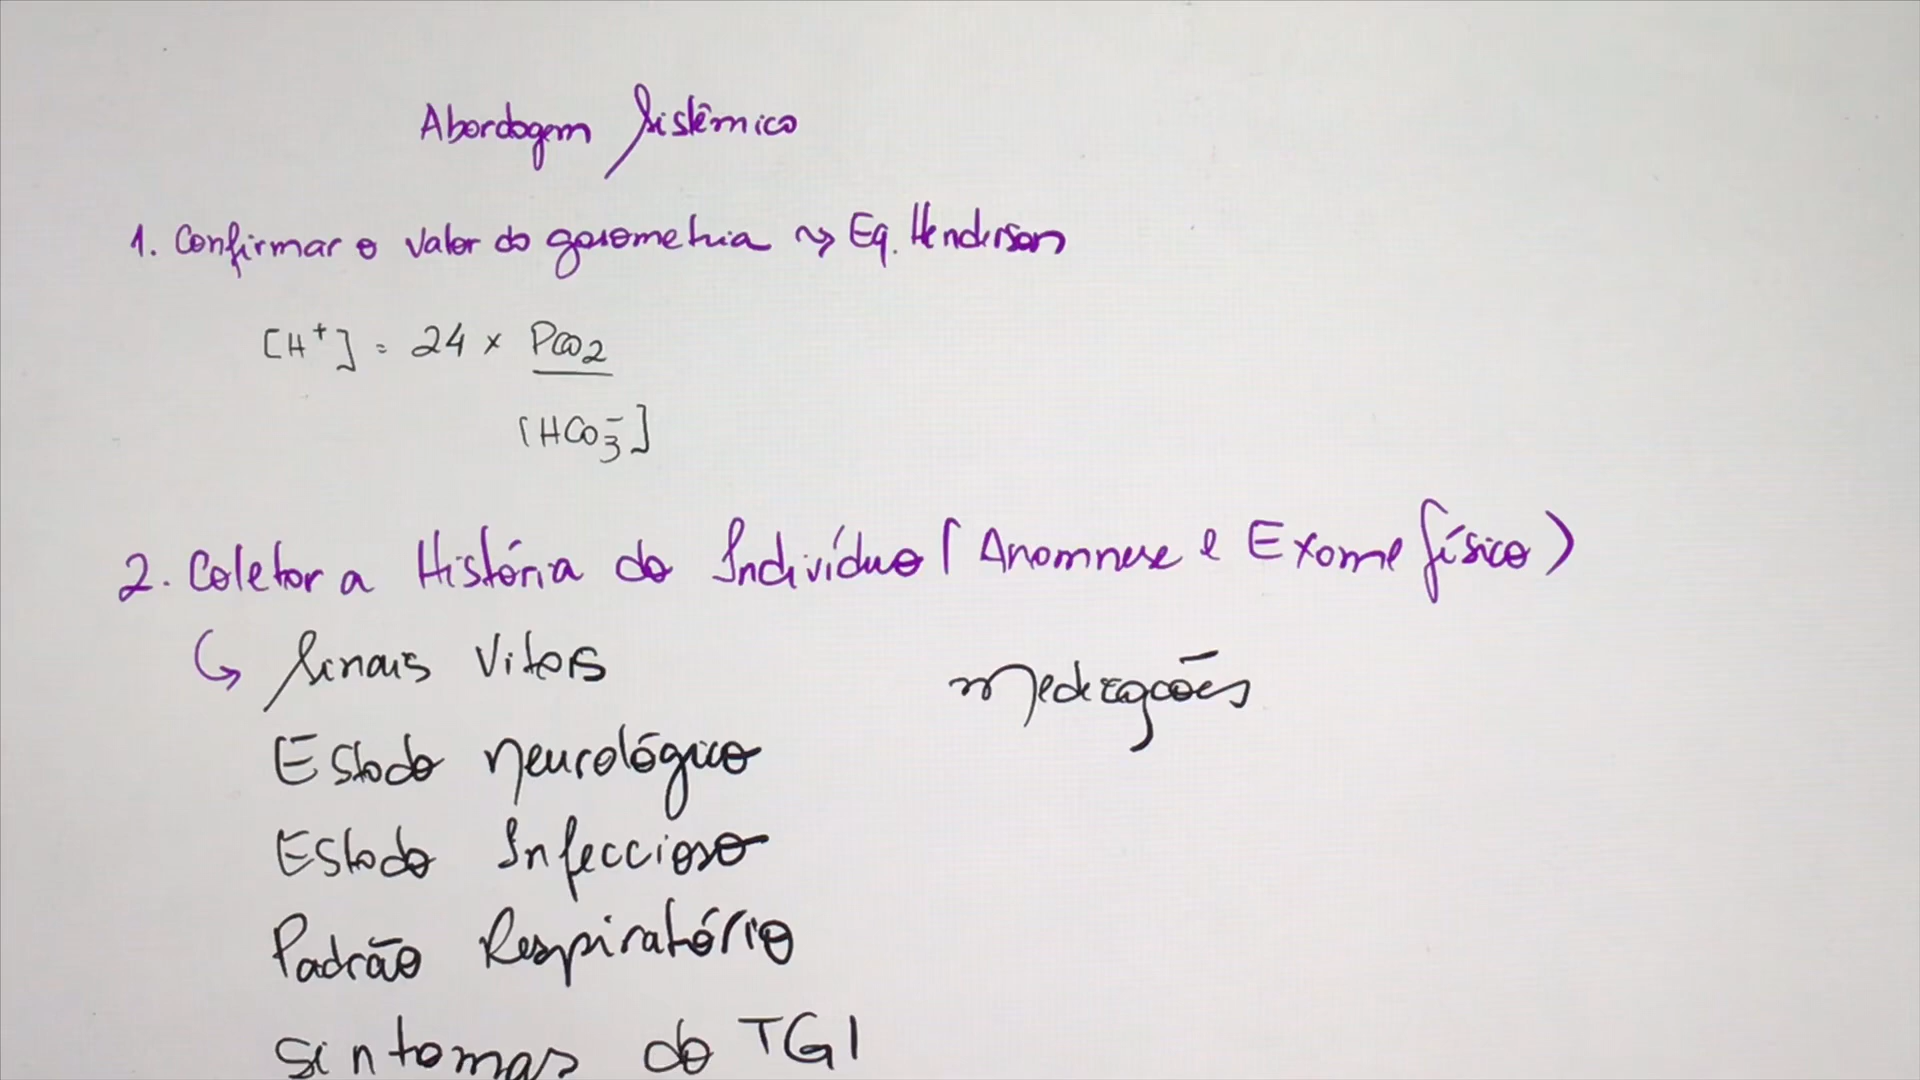 Abordagem Sistêmica
1. Confirmar o valor da gasometria ⇝ Eq. Henderson
[H⁺] = 24 × PCO₂
[HCO₃⁻]
2. Coletar a História do Indivíduo (Anamnese e Exame físico)
↳ Sinais Vitais
Medicações
Estado Neurológico
Estado Infeccioso
Padrão Respiratório
Sintomas do TGI